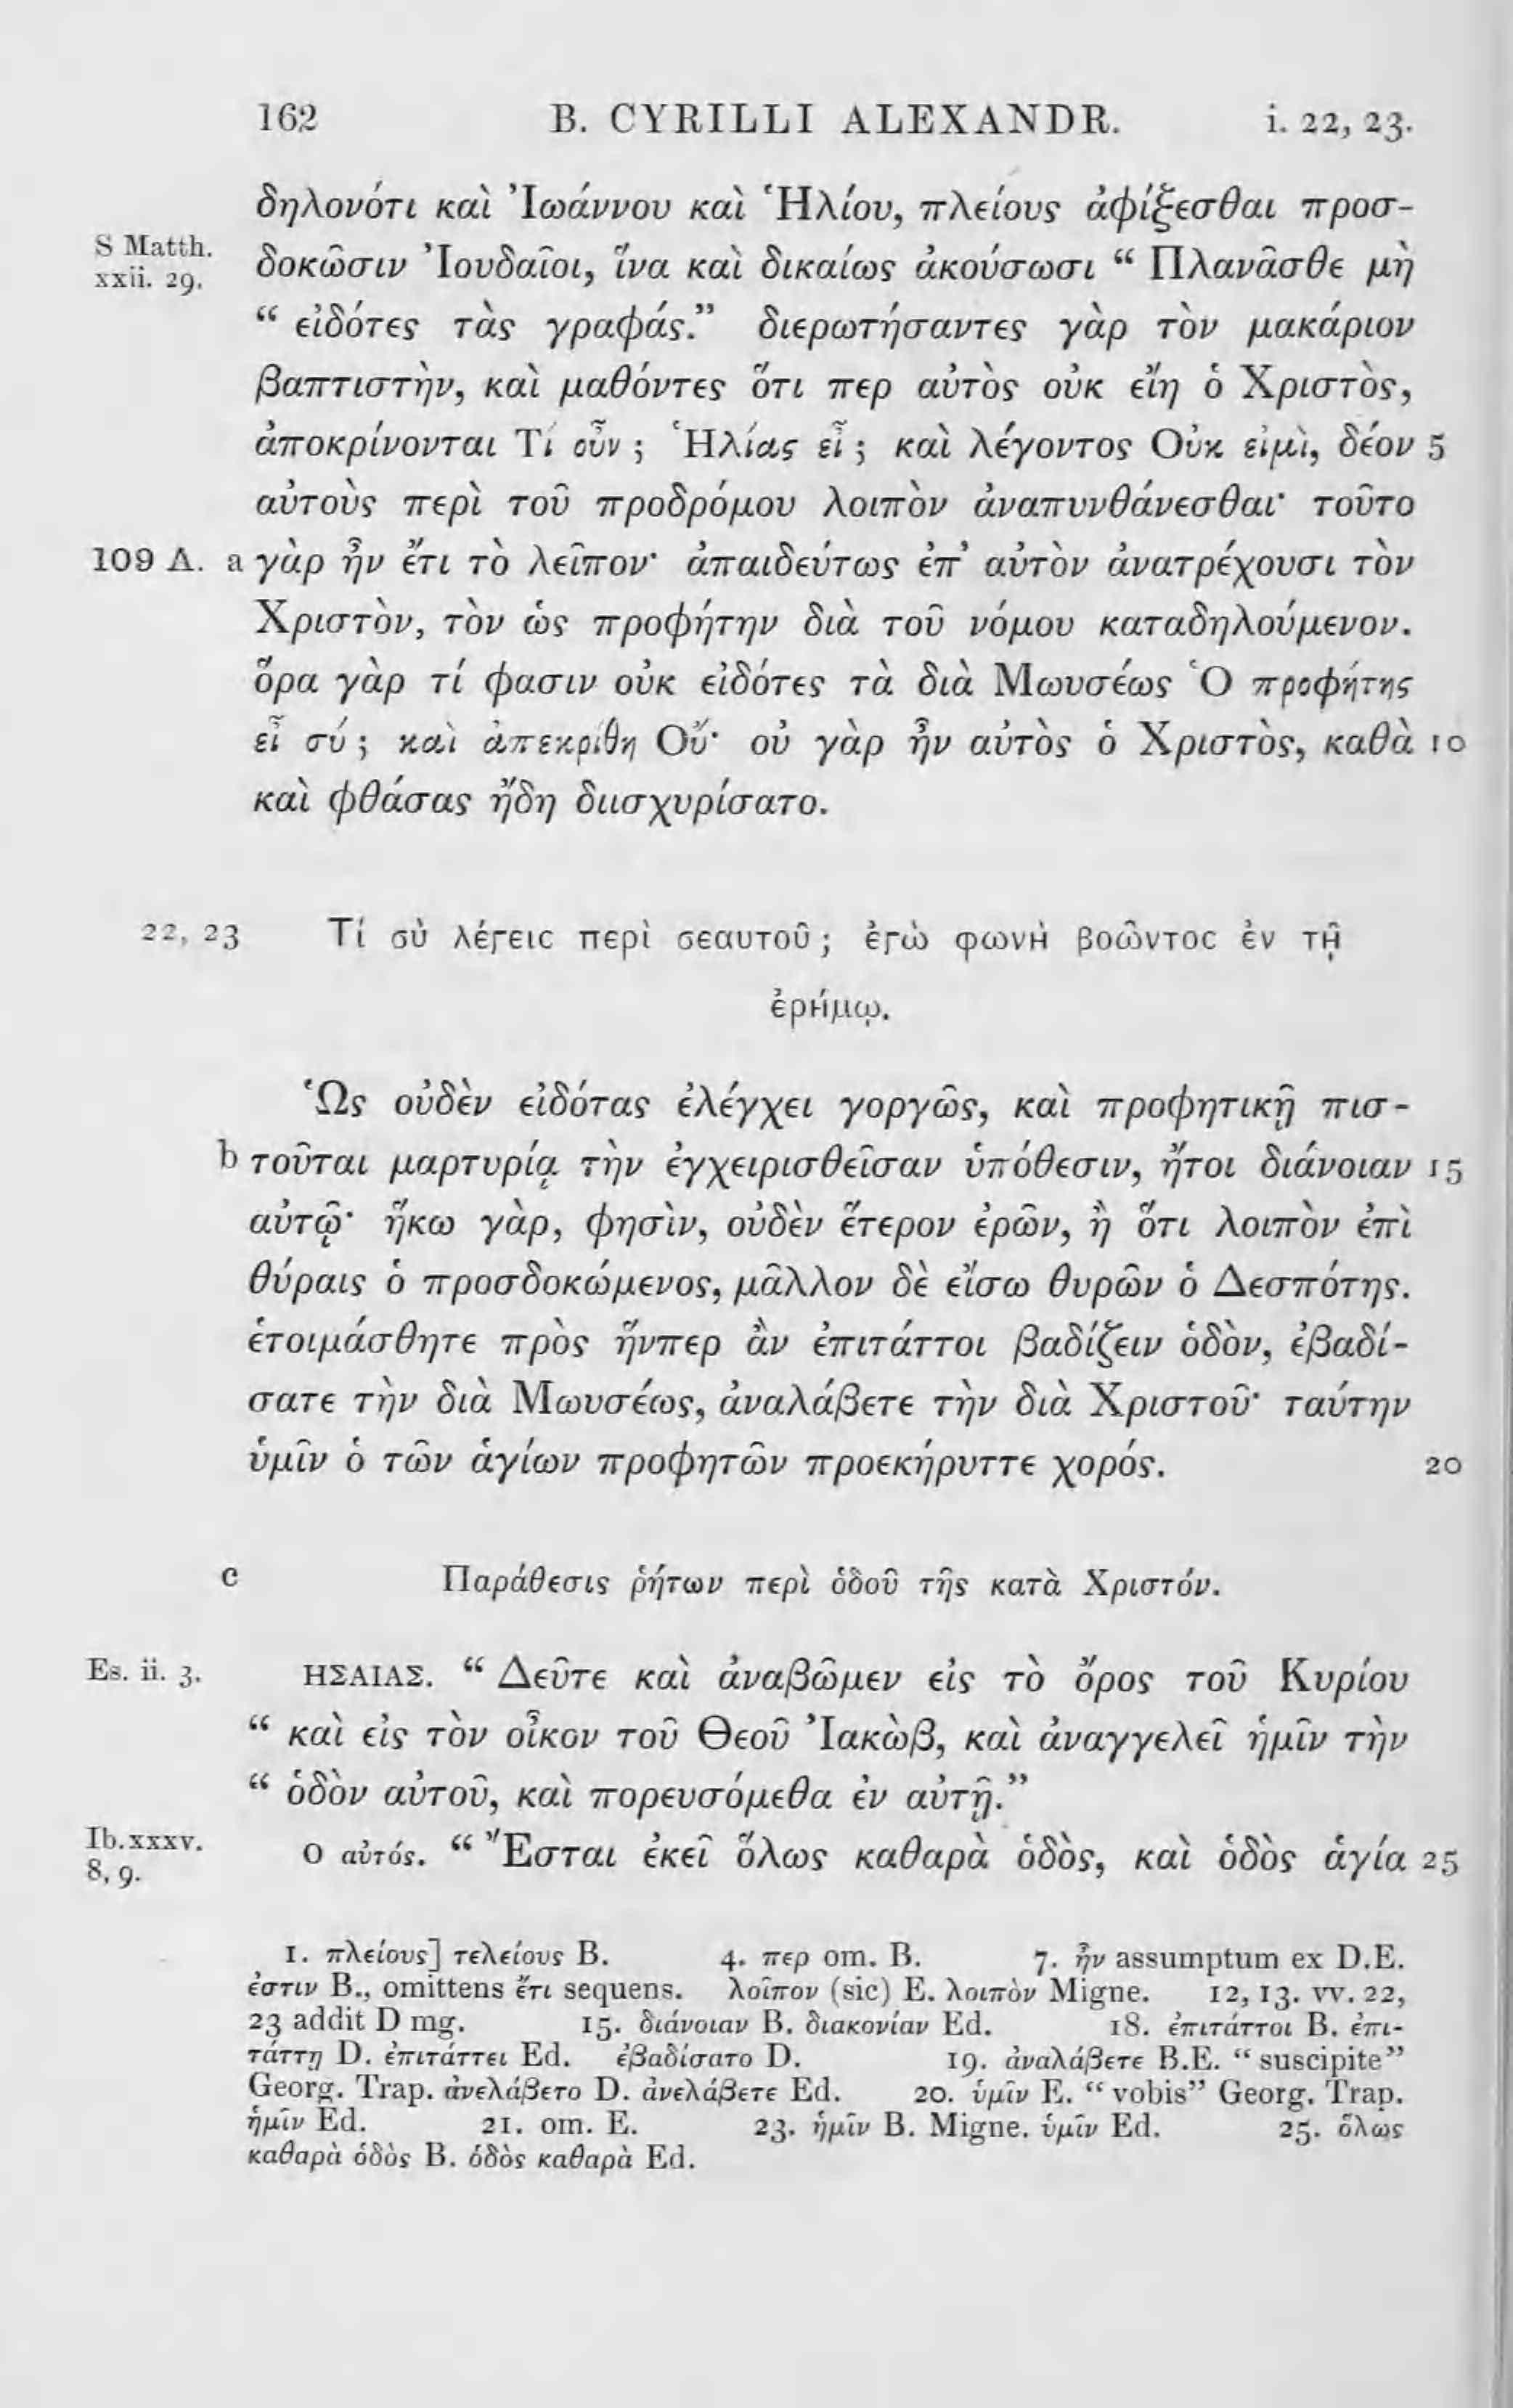 162 B. CYRILLI ALEXANDR. i. 22, 23.
δηλονότι καὶ Ἰωάννου καὶ Ἡλίου, πλείους ἀφίξεσθαι προσ-
S Matth. xxii. 29. δοκῶσιν Ἰουδαῖοι, ἵνα καὶ δικαίως ἀκούσωσι “ Πλανᾶσθε μὴ
“ εἰδότες τὰς γραφάς.” διερωτήσαντες γὰρ τὸν μακάριον
βαπτιστὴν, καὶ μαθόντες ὅτι περ αὐτὸς οὐκ εἴη ὁ Χριστὸς,
ἀποκρίνονται Τί οὖν ; Ἡλίας εἶ ; καὶ λέγοντος Οὐκ εἰμὶ, δέον 5
αὐτοὺς περὶ τοῦ προδρόμου λοιπὸν ἀναπυνθάνεσθαι· τοῦτο
109 A. a γὰρ ἦν ἔτι τὸ λεῖπον· ἀπαιδεύτως ἐπ’ αὐτὸν ἀνατρέχουσι τὸν
Χριστὸν, τὸν ὡς προφήτην διὰ τοῦ νόμου καταδηλούμενον.
ὅρα γὰρ τί φασιν οὐκ εἰδότες τὰ διὰ Μωυσέως Ὁ προφήτης
εἶ σύ ; καὶ ἀπεκρίθη Οὔ· οὐ γὰρ ἦν αὐτὸς ὁ Χριστὸς, καθὰ 10
καὶ φθάσας ἤδη διισχυρίσατο.
22, 23 Τί σὺ λέγεις περὶ σεαυτοῦ ; ἐγὼ φωνὴ βοῶντος ἐν τῇ
ἐρήμῳ.
Ὡς οὐδὲν εἰδότας ἐλέγχει γοργῶς, καὶ προφητικῇ πισ-
b τοῦται μαρτυρίᾳ τὴν ἐγχειρισθεῖσαν ὑπόθεσιν, ἤτοι διάνοιαν 15
αὐτῷ· ἥκω γὰρ, φησὶν, οὐδὲν ἕτερον ἐρῶν, ἢ ὅτι λοιπὸν ἐπὶ
θύραις ὁ προσδοκώμενος, μᾶλλον δὲ εἴσω θυρῶν ὁ Δεσπότης.
ἑτοιμάσθητε πρὸς ἥνπερ ἂν ἐπιτάττοι βαδίζειν ὁδὸν, ἐβαδί-
σατε τὴν διὰ Μωυσέως, ἀναλάβετε τὴν διὰ Χριστοῦ· ταύτην
ὑμῖν ὁ τῶν ἁγίων προφητῶν προεκήρυττε χορός. 20
c Παράθεσις ῥήτων περὶ ὁδοῦ τῆς κατὰ Χριστόν.
Es. ii. 3. ΗΣΑΙΑΣ. “ Δεῦτε καὶ ἀναβῶμεν εἰς τὸ ὄρος τοῦ Κυρίου
“ καὶ εἰς τὸν οἶκον τοῦ Θεοῦ Ἰακὼβ, καὶ ἀναγγελεῖ ἡμῖν τὴν
“ ὁδὸν αὐτοῦ, καὶ πορευσόμεθα ἐν αὐτῇ.”
Ib. xxxv. 8, 9. Ο αὐτός. “ Ἔσται ἐκεῖ ὅλως καθαρὰ ὁδὸς, καὶ ὁδὸς ἁγία 25
1. πλείους] τελείους B. 4. περ om. B. 7. ἦν assumptum ex D.E.
ἐστιν B., omittens ἔτι sequens. λοῖπον (sic) E. λοιπὸν Migne. 12, 13. vv. 22,
23 addit D mg. 15. διάνοιαν B. διακονίαν Ed. 18. ἐπιτάττοι B. ἐπι-
τάττῃ D. ἐπιτάττει Ed. ἐβαδίσατο D. 19. ἀναλάβετε B.E. “ suscipite”
Georg. Trap. ἀνελάβετο D. ἀνελάβετε Ed. 20. ὑμῖν E. “ vobis” Georg. Trap.
ἡμῖν Ed. 21. om. E. 23. ἡμῖν B. Migne. ὑμῖν Ed. 25. ὅλως
καθαρὰ ὁδὸς B. ὁδὸς καθαρὰ Ed.